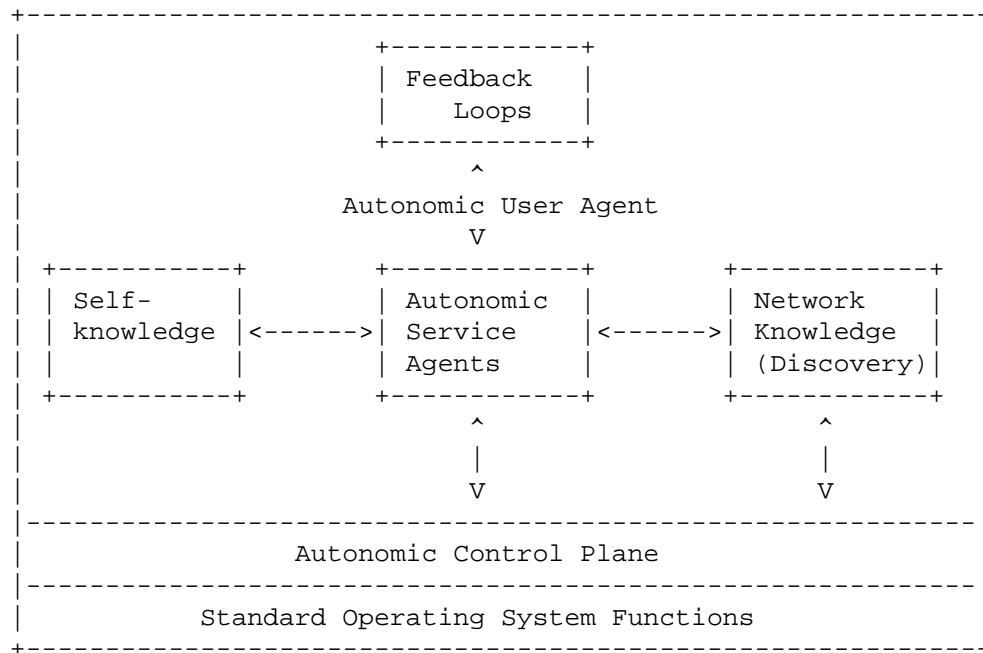 Feedback
Loops
Autonomic User Agent
V
Self-
knowledge
Autonomic
Service
Agents
Network
Knowledge
(Discovery)
V
V
Autonomic Control Plane
Standard Operating System Functions